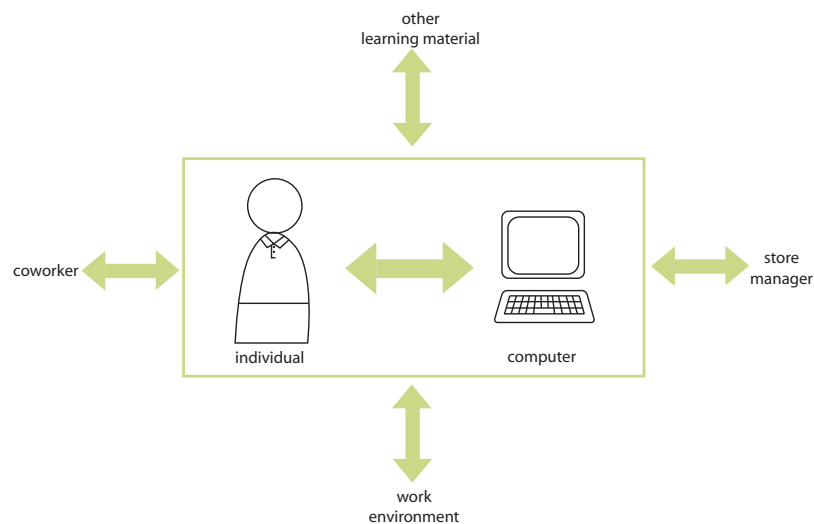 other
learning material
coworker
store
manager
individual
computer
work
environment